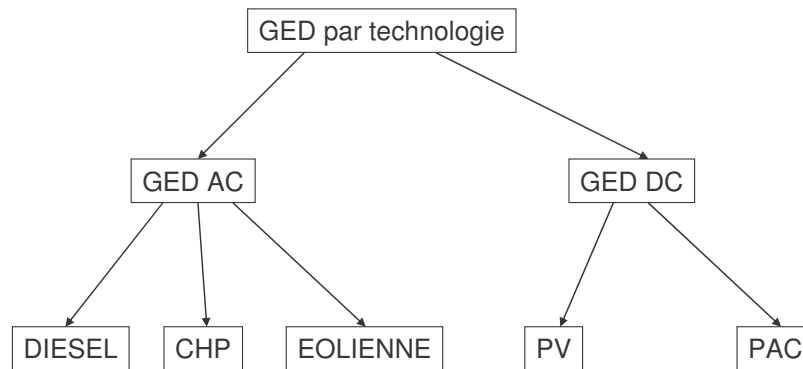 GED par technologie
GED AC
GED DC
DIESEL
CHP
EOLIENNE
PV
PAC